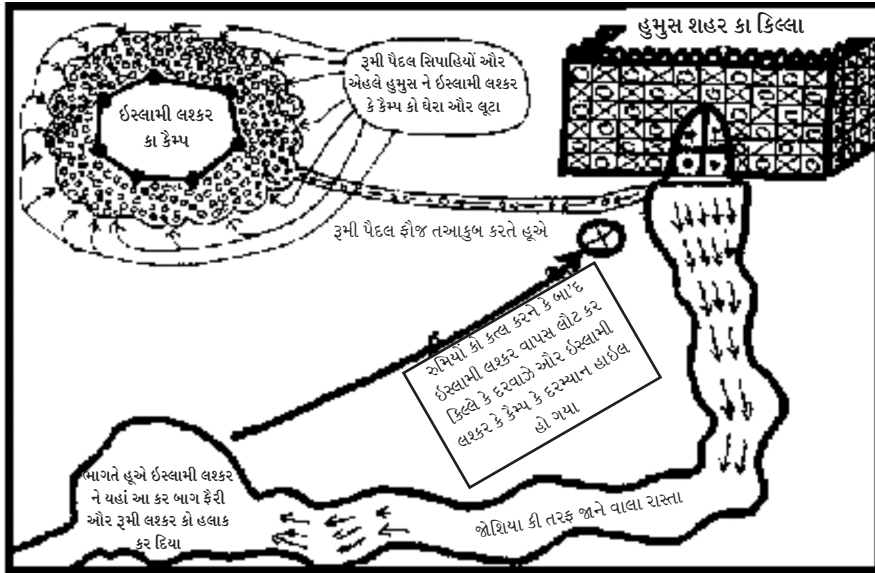 હુમુસ શહર કા કિલ્લા
રૂમી પૈદલ સિપાહિયોં ઔર
એહલે હુમુસ ને ઇસ્લામી લશ્કર
કે કૈમ્પ કો ઘેરા ઔર લૂટા
ઇસ્લામી લશ્કર
કા કૈમ્પ
રૂમી પૈદલ ફૌજ તઆકુબ કરતે હૂએ
રુમિયોં કો કત્લ કરને કે બા'દ
ઇસ્લામી લશ્કર વાપસ લૌટ કર
કિલ્લે કે દરવાઝે ઔર ઇસ્લામી
લશ્કર કે કૈમ્પ કે દરમ્યાન હાઇલ
હો ગયા
ભાગતે હૂએ ઇસ્લામી લશ્કર
ને યહાં આ કર બાગ ફૈરી
ઔર રૂમી લશ્કર કો હલાક
કર દિયા
જોશિયા કી તરફ જાને વાલા રાસ્તા